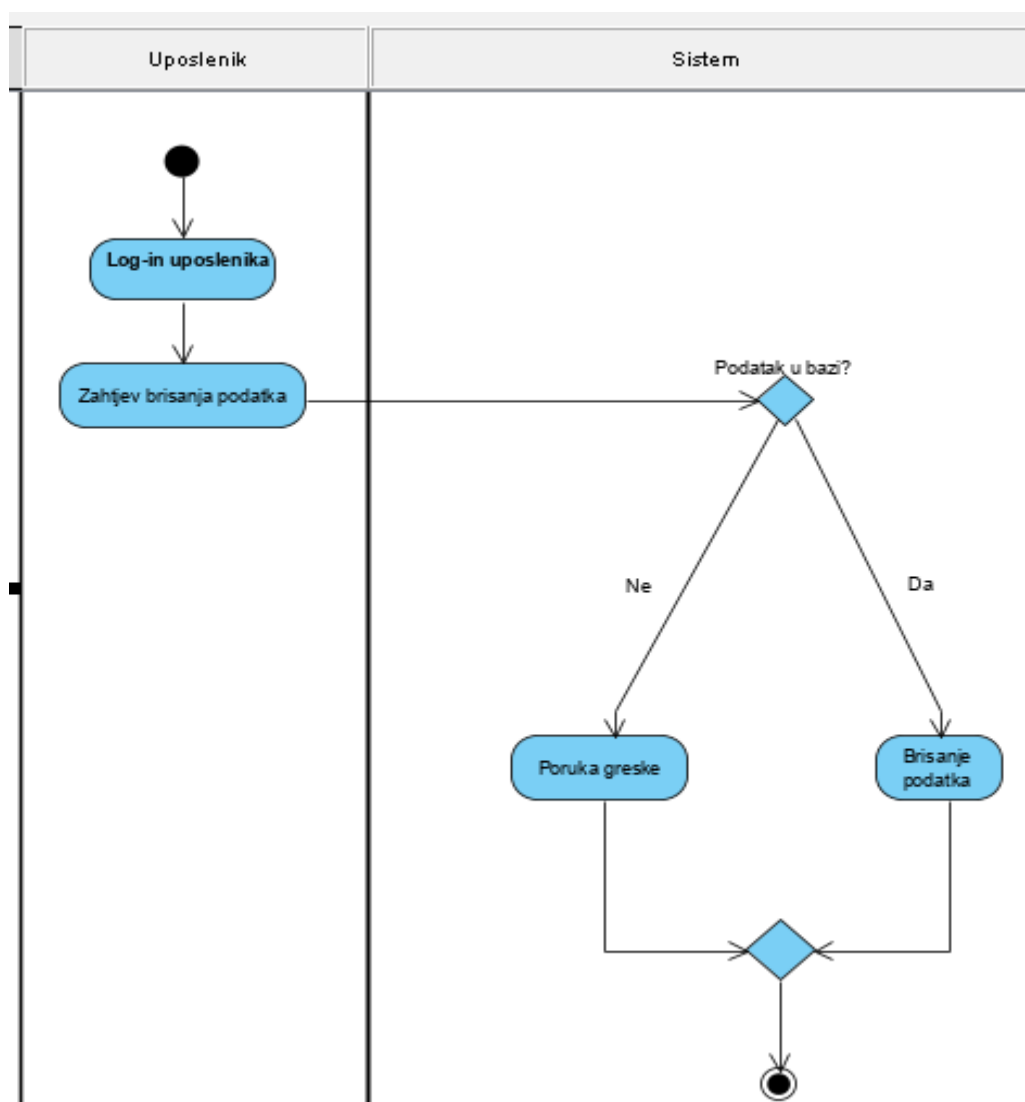 Uposlenik
Sistem
Log-in uposlenika
Zahtjev brisanja podatka
Podatak u bazi?
Ne
Da
Poruka greske
Brisanje
podatka